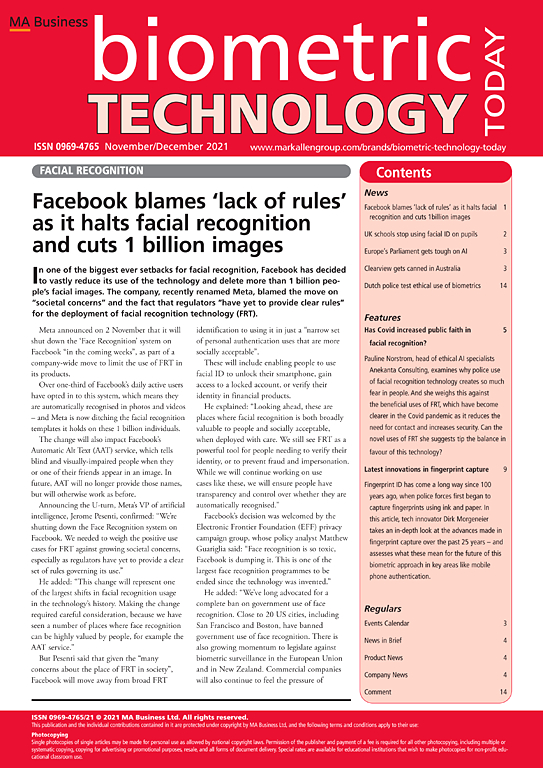 MA Business
biometric
TECHNOLOGY
TODAY
ISSN 0969-4765 November/December 2021
www.markallengroup.com/brands/biometric-technology-today
FACIAL RECOGNITION
Facebook blames ‘lack of rules’
as it halts facial recognition
and cuts 1 billion images
In one of the biggest ever setbacks for facial recognition, Facebook has decided
to vastly reduce its use of the technology and delete more than 1 billion peo-
ple’s facial images. The company, recently renamed Meta, blamed the move on
“societal concerns” and the fact that regulators “have yet to provide clear rules”
for the deployment of facial recognition technology (FRT).
Meta announced on 2 November that it will
shut down the ‘Face Recognition’ system on
Facebook “in the coming weeks”, as part of a
company-wide move to limit the use of FRT in
its products.
Over one-third of Facebook’s daily active users
have opted in to this system, which means they
are automatically recognised in photos and videos
– and Meta is now ditching the facial recognition
templates it holds on these 1 billion individuals.
The change will also impact Facebook’s
Automatic Alt Text (AAT) service, which tells
blind and visually-impaired people when they
or one of their friends appear in an image. In
future, AAT will no longer provide those names,
but will otherwise work as before.
Announcing the U-turn, Meta’s VP of artificial
intelligence, Jerome Pesenti, confirmed: “We’re
shutting down the Face Recognition system on
Facebook. We needed to weigh the positive use
cases for FRT against growing societal concerns,
especially as regulators have yet to provide a clear
set of rules governing its use.”
He added: “This change will represent one
of the largest shifts in facial recognition usage
in the technology’s history. Making the change
required careful consideration, because we have
seen a number of places where face recognition
can be highly valued by people, for example the
AAT service.”
But Pesenti said that given the “many
concerns about the place of FRT in society”,
Facebook will move away from broad FRT
identification to using it in just a “narrow set
of personal authentication uses that are more
socially acceptable”.
These will include enabling people to use
facial ID to unlock their smartphone, gain
access to a locked account, or verify their
identity in financial products.
He explained: “Looking ahead, these are
places where facial recognition is both broadly
valuable to people and socially acceptable,
when deployed with care. We still see FRT as a
powerful tool for people needing to verify their
identity, or to prevent fraud and impersonation.
While we will continue working on use
cases like these, we will ensure people have
transparency and control over whether they are
automatically recognised.”
Facebook’s decision was welcomed by the
Electronic Frontier Foundation (EFF) privacy
campaign group, whose policy analyst Matthew
Guariglia said: “Face recognition is so toxic,
Facebook is dumping it. This is one of the
largest face recognition programmes to be
ended since the technology was invented.”
He added: “We’ve long advocated for a
complete ban on government use of face
recognition. Close to 20 US cities, including
San Francisco and Boston, have banned
government use of face recognition. There is
also growing momentum to legislate against
biometric surveillance in the European Union
and in New Zealand. Commercial companies
will also continue to feel the pressure of
Contents
News
Facebook blames ‘lack of rules’ as it halts facial 1
recognition and cuts 1billion images
UK schools stop using facial ID on pupils 2
Europe’s Parliament gets tough on AI 3
Clearview gets canned in Australia 3
Dutch police test ethical use of biometrics 14
Features
Has Covid increased public faith in 5
facial recognition?
Pauline Norstrom, head of ethical AI specialists
Anekanta Consulting, examines why police use
of facial recognition technology creates so much
fear in people. And she weighs this against
the beneficial uses of FRT, which have become
clearer in the Covid pandemic as it reduces the
need for contact and increases security. Can the
novel uses of FRT she suggests tip the balance in
favour of this technology?
Latest innovations in fingerprint capture 9
Fingerprint ID has come a long way since 100
years ago, when police forces first began to
capture fingerprints using ink and paper. In
this article, tech innovator Dirk Morgeneier
takes an in-depth look at the advances made in
fingerprint capture over the past 25 years – and
assesses what these mean for the future of this
biometric approach in key areas like mobile
phone authentication.
Regulars
Events Calendar 3
News in Brief 4
Product News 4
Company News 4
Comment 14
ISSN 0969-4765/21 © 2021 MA Business Ltd. All rights reserved.
This publication and the individual contributions contained in it are protected under copyright by MA Business Ltd, and the following terms and conditions apply to their use:
Photocopying
Single photocopies of single articles may be made for personal use as allowed by national copyright laws. Permission of the publisher and payment of a fee is required for all other photocopying, including multiple or
systematic copying, copying for advertising or promotional purposes, resale, and all forms of document delivery. Special rates are available for educational institutions that wish to make photocopies for non-profit edu-
cational classroom use.